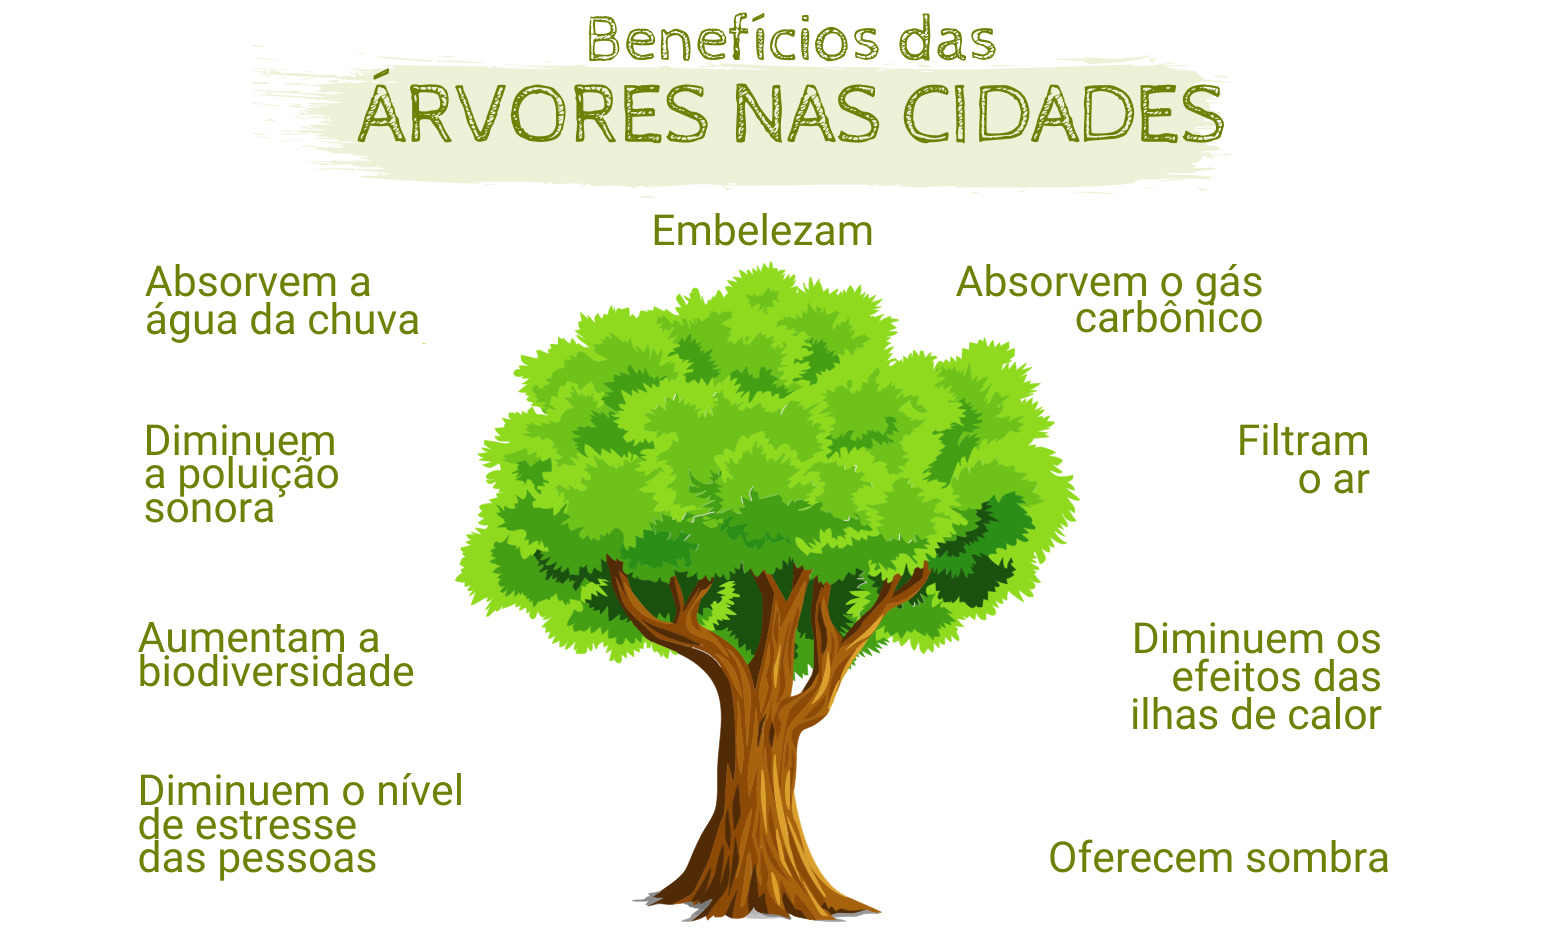 Benefícios das
ÁRVORES NAS CIDADES
Embelezam
Absorvem a
água da chuva
Absorvem o gás
carbônico
Diminuem
a poluição
sonora
Filtram
o ar
Aumentam a
biodiversidade
Diminuem os
efeitos das
ilhas de calor
Diminuem o nível
de estresse
das pessoas
Oferecem sombra